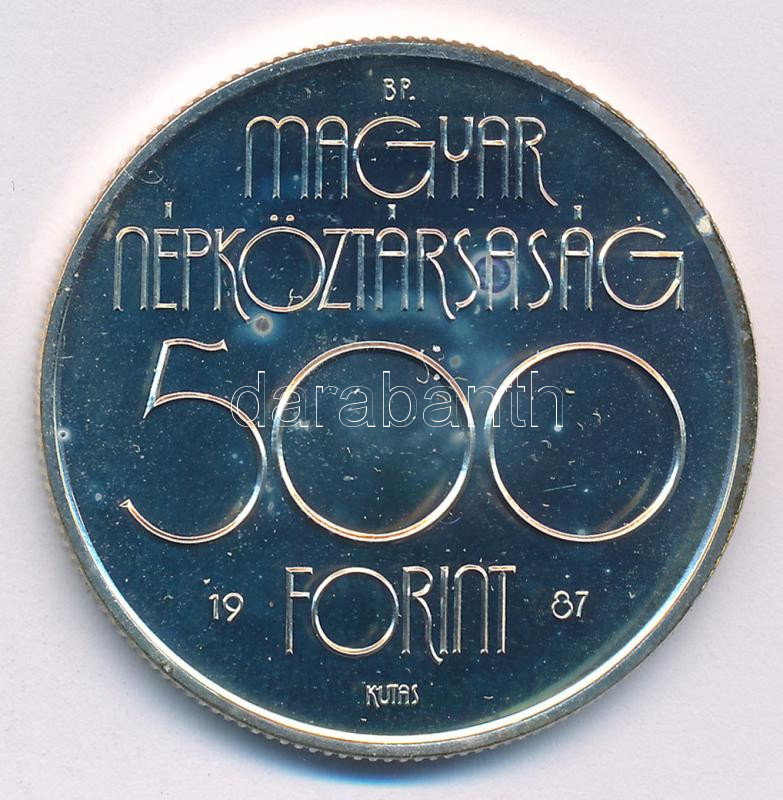 BP.
MAGYAR
NÉPKÖZTÁRSASÁG
500
darabanth
19 FORINT 87
KUTAS